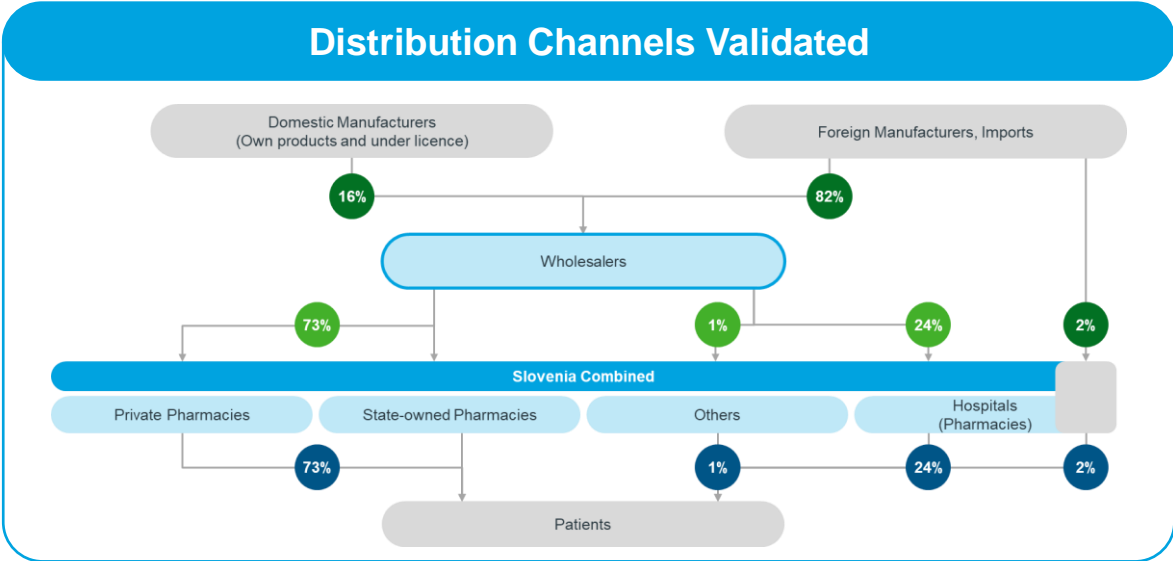 Distribution Channels Validated
Domestic Manufacturers
(Own products and under licence)
Foreign Manufacturers, Imports
16%
82%
Wholesalers
73%
1%
24%
2%
Slovenia Combined
Private Pharmacies
State-owned Pharmacies
Others
Hospitals
(Pharmacies)
73%
1%
24%
2%
Patients